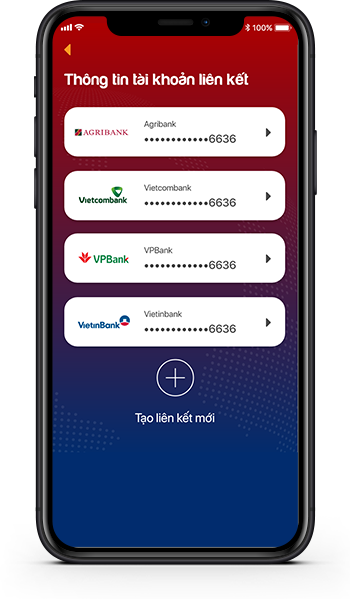 100%
Thông tin tài khoản liên kết
AGRIBANK
Agribank
••••••••••••6636
Vietcombank
Vietcombank
••••••••••••6636
VPBank
VPBank
••••••••••••6636
VietinBank
Vietinbank
••••••••••••6636
Tạo liên kết mới